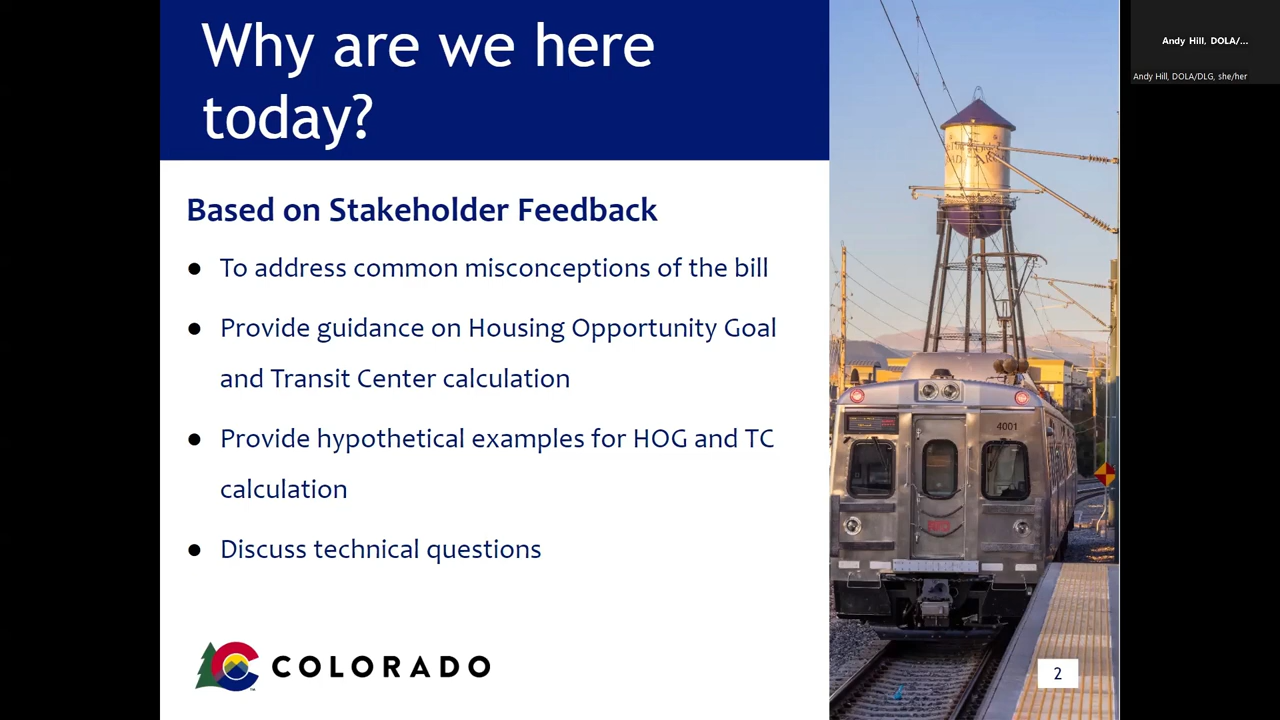 Why are we here
today?
Based on Stakeholder Feedback
● To address common misconceptions of the bill
● Provide guidance on Housing Opportunity Goal
and Transit Center calculation
● Provide hypothetical examples for HOG and TC
calculation
● Discuss technical questions
COLORADO
4001
2
Andy Hill, DOLA/...
Andy Hill, DOLA/DLG, she/her